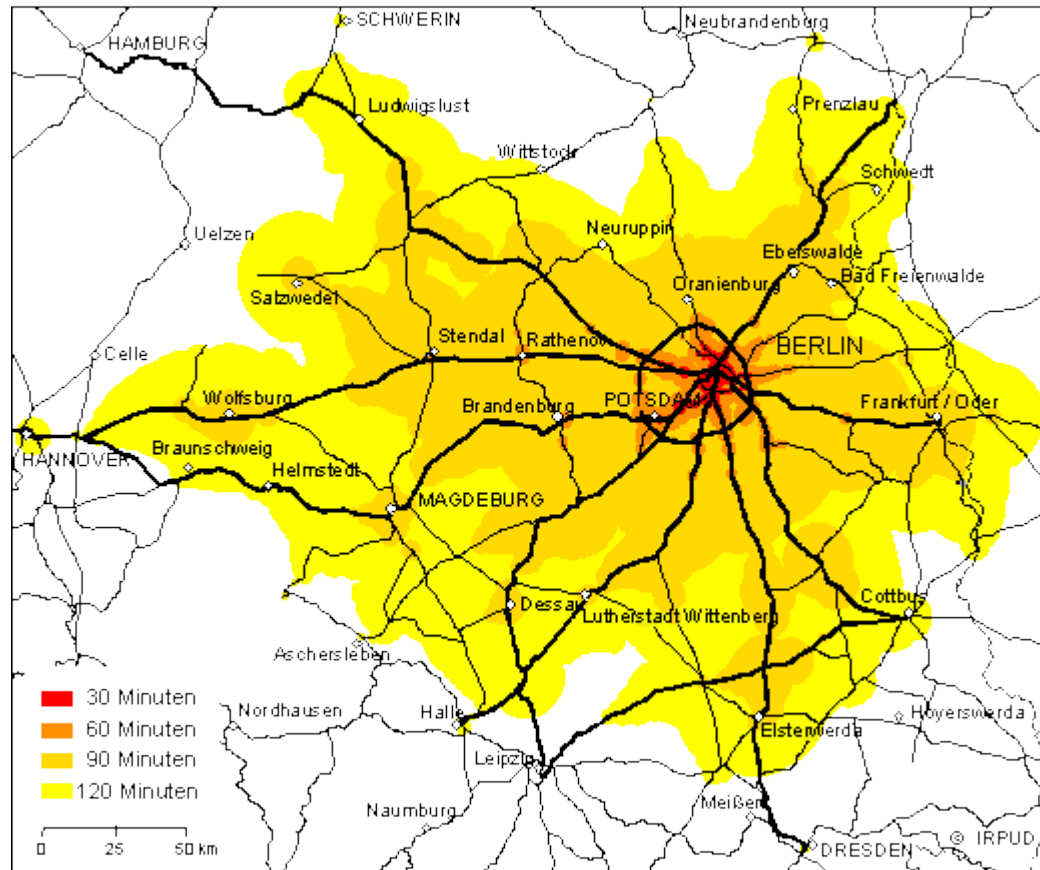 SCHWERIN
Neubrandenburg
HAMBURG
Ludwigslust
Prenzlau
Wittstock
Schwedt
Neuruppin
Uelzen
Eberswalde
Bad Freienwalde
Oranienburg
Salzwedel
Stendal
Rathenow
BERLIN
Celle
Wolfsburg
Brandenburg
POTSDAM
Frankfurt / Oder
Braunschweig
HANNOVER
Helmstedt
MAGDEBURG
Cottbus
Dessau
Lutherstadt Wittenberg
Aschersleben
30 Minuten
Nordhausen
Halle
Hoyerswerda
60 Minuten
Elsterwerda
90 Minuten
Leipzig
120 Minuten
Meißen
Naumburg
© IRPUD
DRESDEN
0 25 50 km